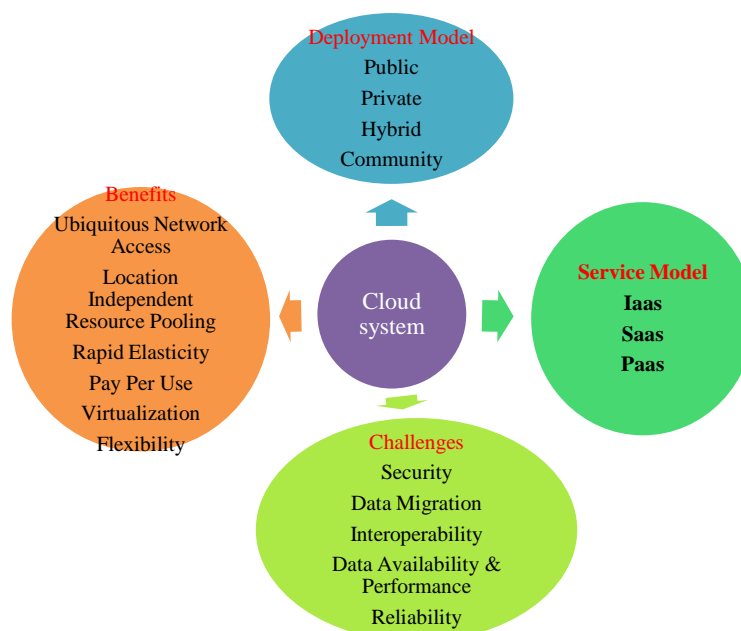 Deployment Model
Public
Private
Hybrid
Community
Benefits
Ubiquitous Network
Access
Location
Independent
Resource Pooling
Rapid Elasticity
Pay Per Use
Virtualization
Flexibility
Cloud
system
Service Model
Iaas
Saas
Paas
Challenges
Security
Data Migration
Interoperability
Data Availability &
Performance
Reliability